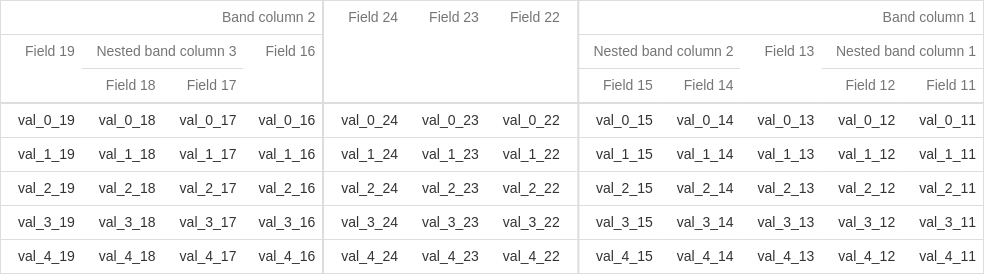 Band column 2 Field 24 Field 23 Field 22 Band column 1
Field 19 Nested band column 3 Field 16 Nested band column 2 Field 13 Nested band column 1
Field 18 Field 17 Field 15 Field 14 Field 12 Field 11
val_0_19 val_0_18 val_0_17 val_0_16 val_0_24 val_0_23 val_0_22 val_0_15 val_0_14 val_0_13 val_0_12 val_0_11
val_1_19 val_1_18 val_1_17 val_1_16 val_1_24 val_1_23 val_1_22 val_1_15 val_1_14 val_1_13 val_1_12 val_1_11
val_2_19 val_2_18 val_2_17 val_2_16 val_2_24 val_2_23 val_2_22 val_2_15 val_2_14 val_2_13 val_2_12 val_2_11
val_3_19 val_3_18 val_3_17 val_3_16 val_3_24 val_3_23 val_3_22 val_3_15 val_3_14 val_3_13 val_3_12 val_3_11
val_4_19 val_4_18 val_4_17 val_4_16 val_4_24 val_4_23 val_4_22 val_4_15 val_4_14 val_4_13 val_4_12 val_4_11